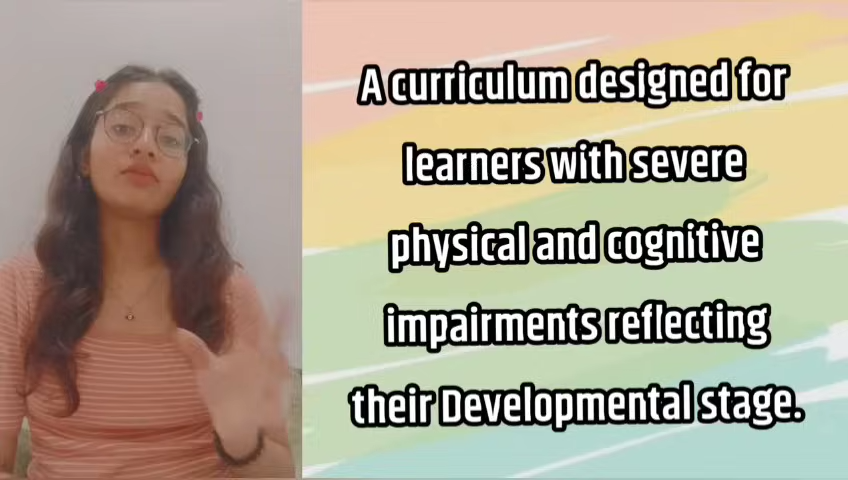 A curriculum designed for
learners with severe
physical and cognitive
impairments reflecting
their Developmental stage.